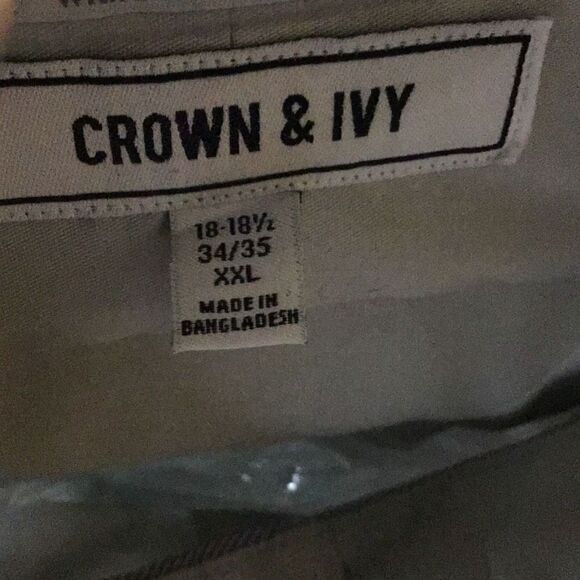 CROWN & IVY
18-18½
34/35
XXL
MADE IN
BANGLADESH